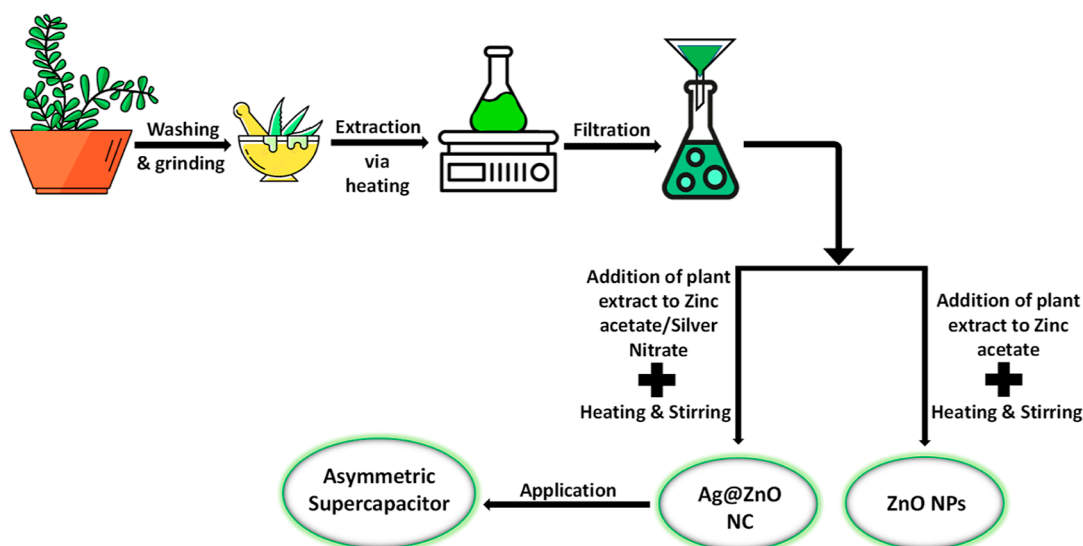 Washing
& grinding
Extraction
via
heating
Filtration
Addition of plant
extract to Zinc
acetate/Silver
Nitrate
Heating & Stirring
Addition of plant
extract to Zinc
acetate
Heating & Stirring
Asymmetric
Supercapacitor
Application
Ag@ZnO
NC
ZnO NPs